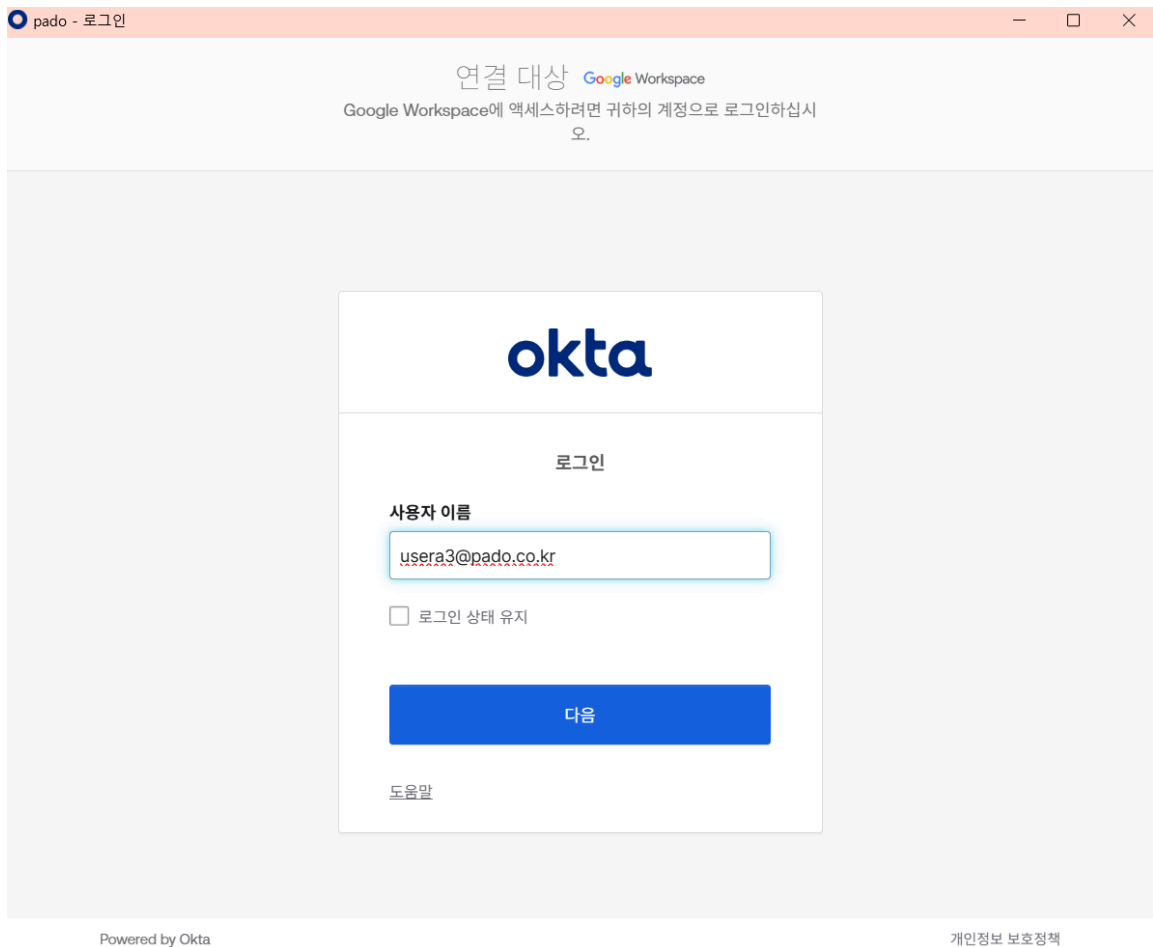 pado - 로그인
연결 대상 Google Workspace
Google Workspace에 액세스하려면 귀하의 계정으로 로그인하십시
오.
okta
로그인
사용자 이름
usera3@pado.co.kr
로그인 상태 유지
다음
도움말
Powered by Okta
개인정보 보호정책